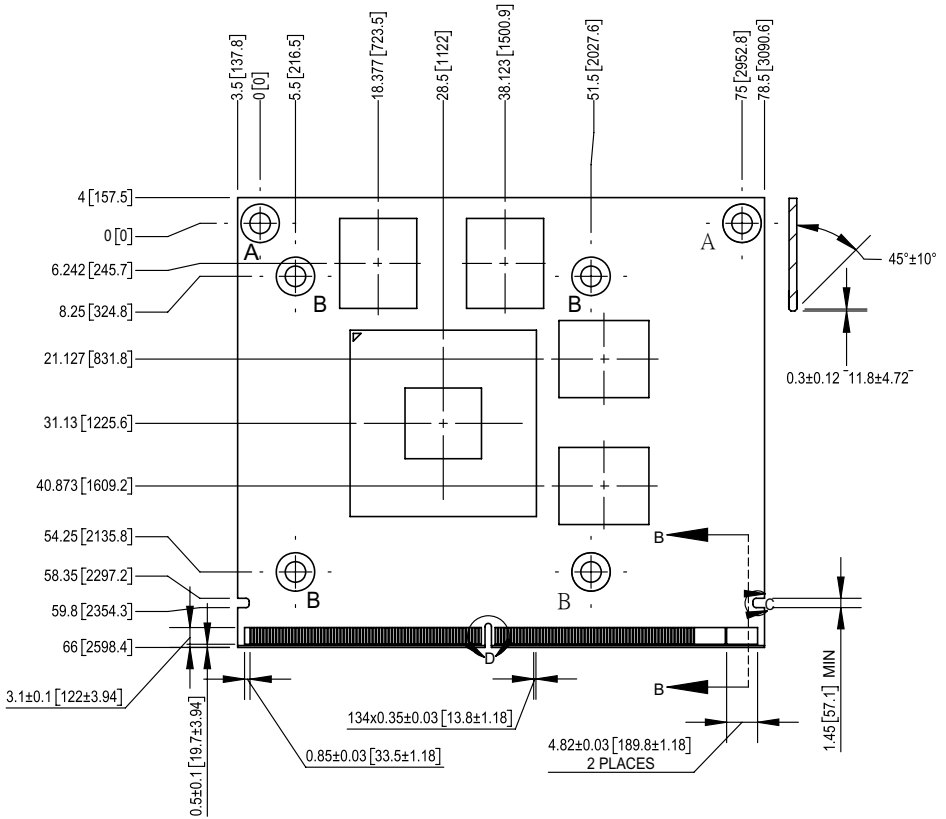 3.5 [137.8]
0[0]
5.5 [216.5]
18.377 [723.5]
28.5 [1122]
38.123 [1500.9]
51.5 [2027.6]
75 [2952.8]
78.5 [3090.6]
4 [157.5]
0 [0]
6.242 [245.7]
8.25 [324.8]
21.127 [831.8]
31.13 [1225.6]
40.873 [1609.2]
54.25 [2135.8]
58.35 [2297.2]
59.8 [2354.3]
66 [2598.4]
A
A
B
B
45°±10°
0.3±0.12 11.8±4.72
B
B
B
C
D
B
3.1±0.1 [122±3.94]
0.5±0.1 [19.7±3.94]
0.85±0.03 [33.5±1.18]
134x0.35±0.03 [13.8±1.18]
4.82±0.03 [189.8±1.18]
2 PLACES
1.45 [57.1] MIN